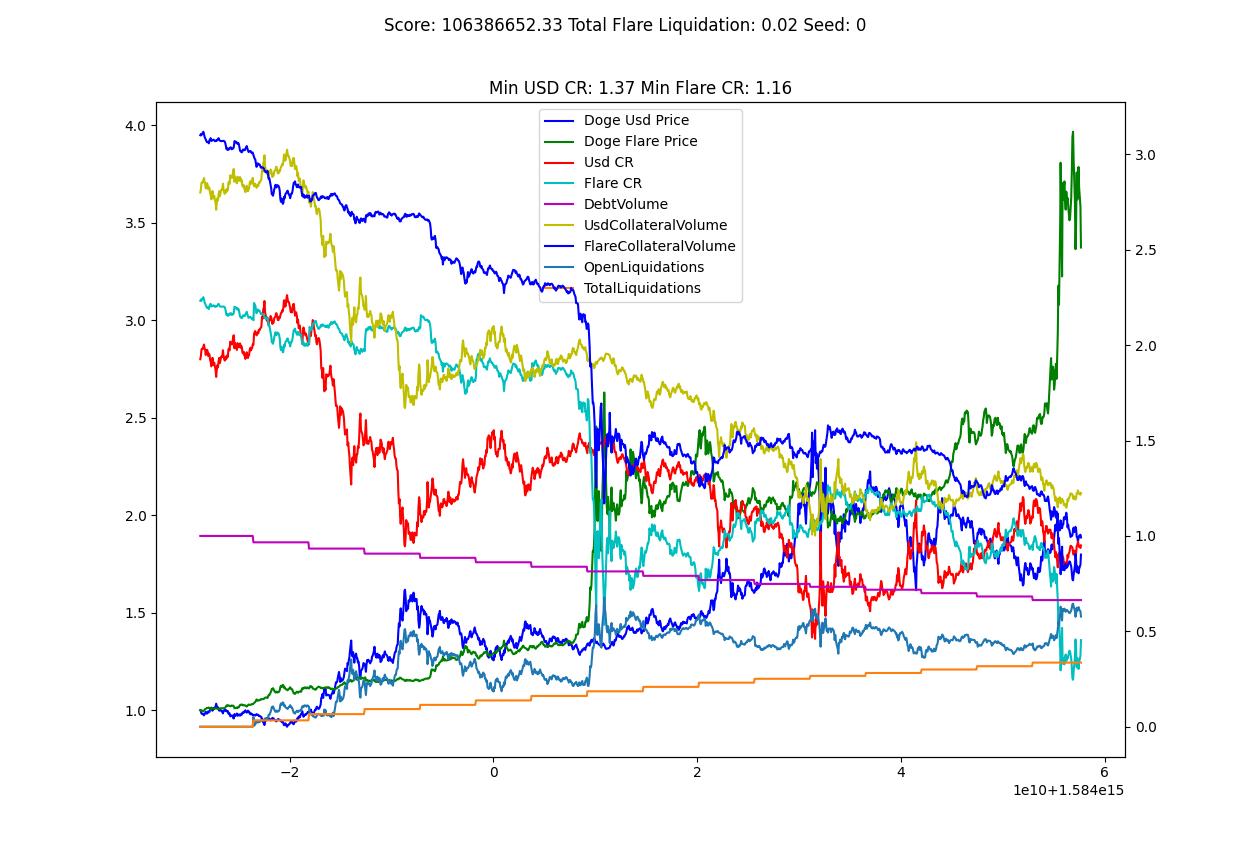 Score: 106386652.33 Total Flare Liquidation: 0.02 Seed: 0
Min USD CR: 1.37 Min Flare CR: 1.16
4.0
3.5
3.0
2.5
2.0
1.5
1.0
Doge Usd Price
Doge Flare Price
Usd CR
Flare CR
DebtVolume
UsdCollateralVolume
FlareCollateralVolume
OpenLiquidations
TotalLiquidations
3.0
2.5
2.0
1.5
1.0
0.5
0.0
−2 0 2 4 6
1e10+1.584e15